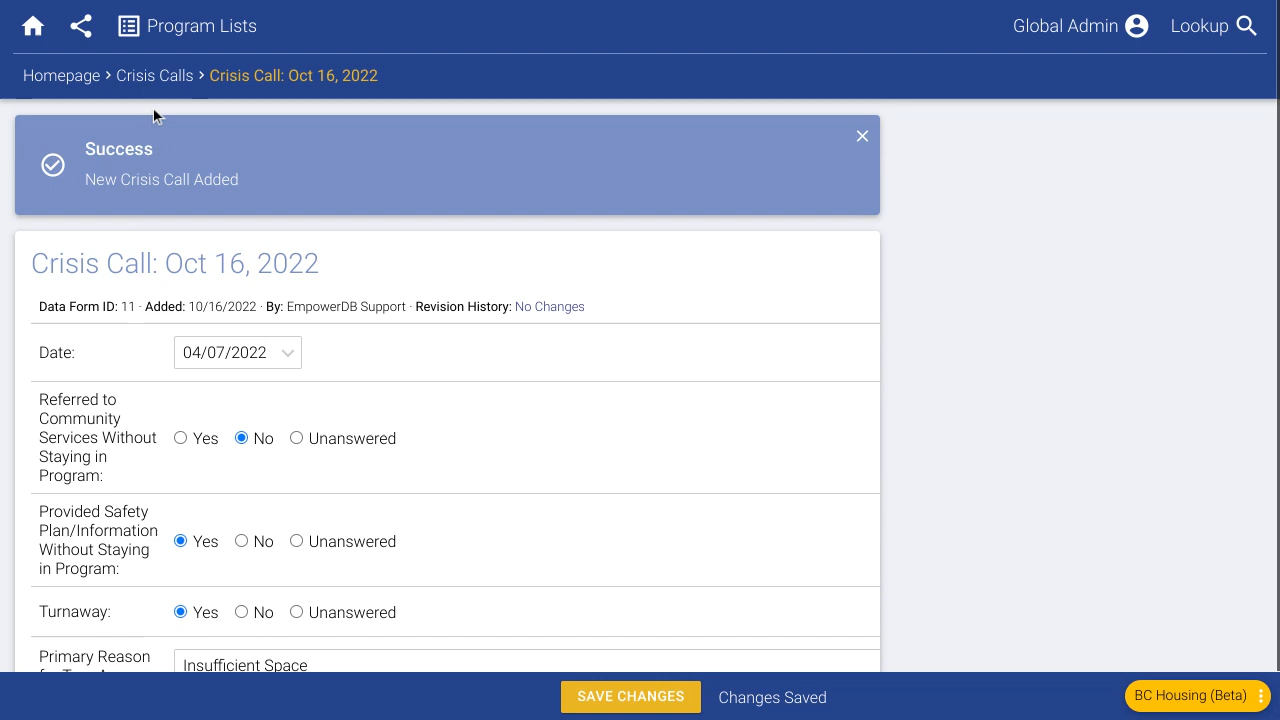 Program Lists
Global Admin
Lookup
Homepage > Crisis Calls > Crisis Call: Oct 16, 2022
Success
New Crisis Call Added
Crisis Call: Oct 16, 2022
Data Form ID: 11 · Added: 10/16/2022 · By: EmpowerDB Support · Revision History: No Changes
Date:
04/07/2022
Referred to
Community
Services Without
Staying in
Program:
Yes No Unanswered
Provided Safety
Plan/Information
Without Staying
in Program:
Yes No Unanswered
Turnaway:
Yes No Unanswered
Primary Reason
Insufficient Space
SAVE CHANGES
Changes Saved
BC Housing (Beta)